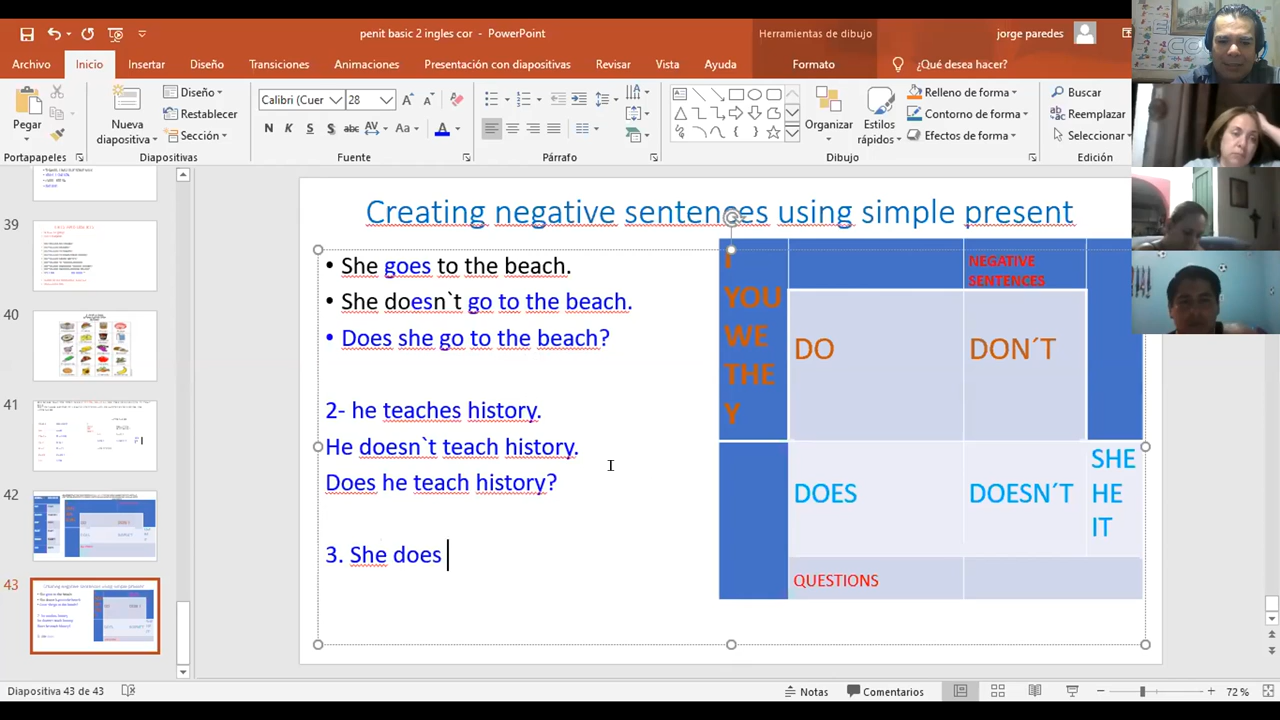 penit basic 2 ingles cor - PowerPoint
Herramientas de dibujo
jorge paredes
Archivo Inicio Insertar Diseño Transiciones Animaciones Presentación con diapositivas Revisar Vista Ayuda Formato ¿Qué desea hacer?
Pegar
Portapapeles
Nueva diapositiva
Diseño
Restablecer
Sección
Diapositivas
Calibri (Cuer 28
N K S S abc AV Aa A
Fuente
Párrafo
Organizar
Estilos rápidos
Relleno de forma
Contorno de forma
Efectos de forma
Dibujo
Buscar
Reemplazar
Seleccionar
Edición
39
40
41
42
43
Creating negative sentences using simple present
• She goes to the beach.
• She doesn`t go to the beach.
• Does she go to the beach?
2- he teaches history.
He doesn`t teach history.
Does he teach history?
3. She does
I
YOU
WE
THE
Y
NEGATIVE
SENTENCES
DO
DON´T
DOES
DOESN´T
SHE
HE
IT
QUESTIONS
Diapositiva 43 de 43
Notas
Comentarios
72 %